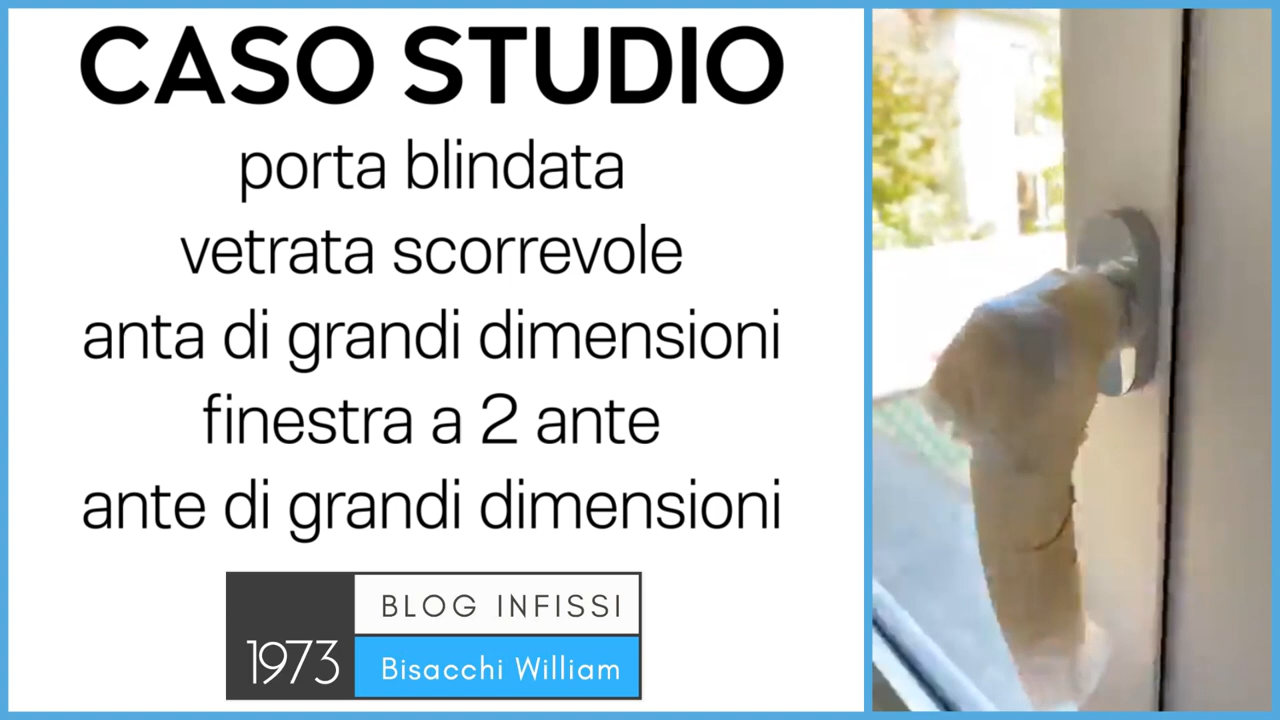 CASO STUDIO
porta blindata
vetrata scorrevole
anta di grandi dimensioni
finestra a 2 ante
ante di grandi dimensioni
BLOG INFISSI
1973
Bisacchi William